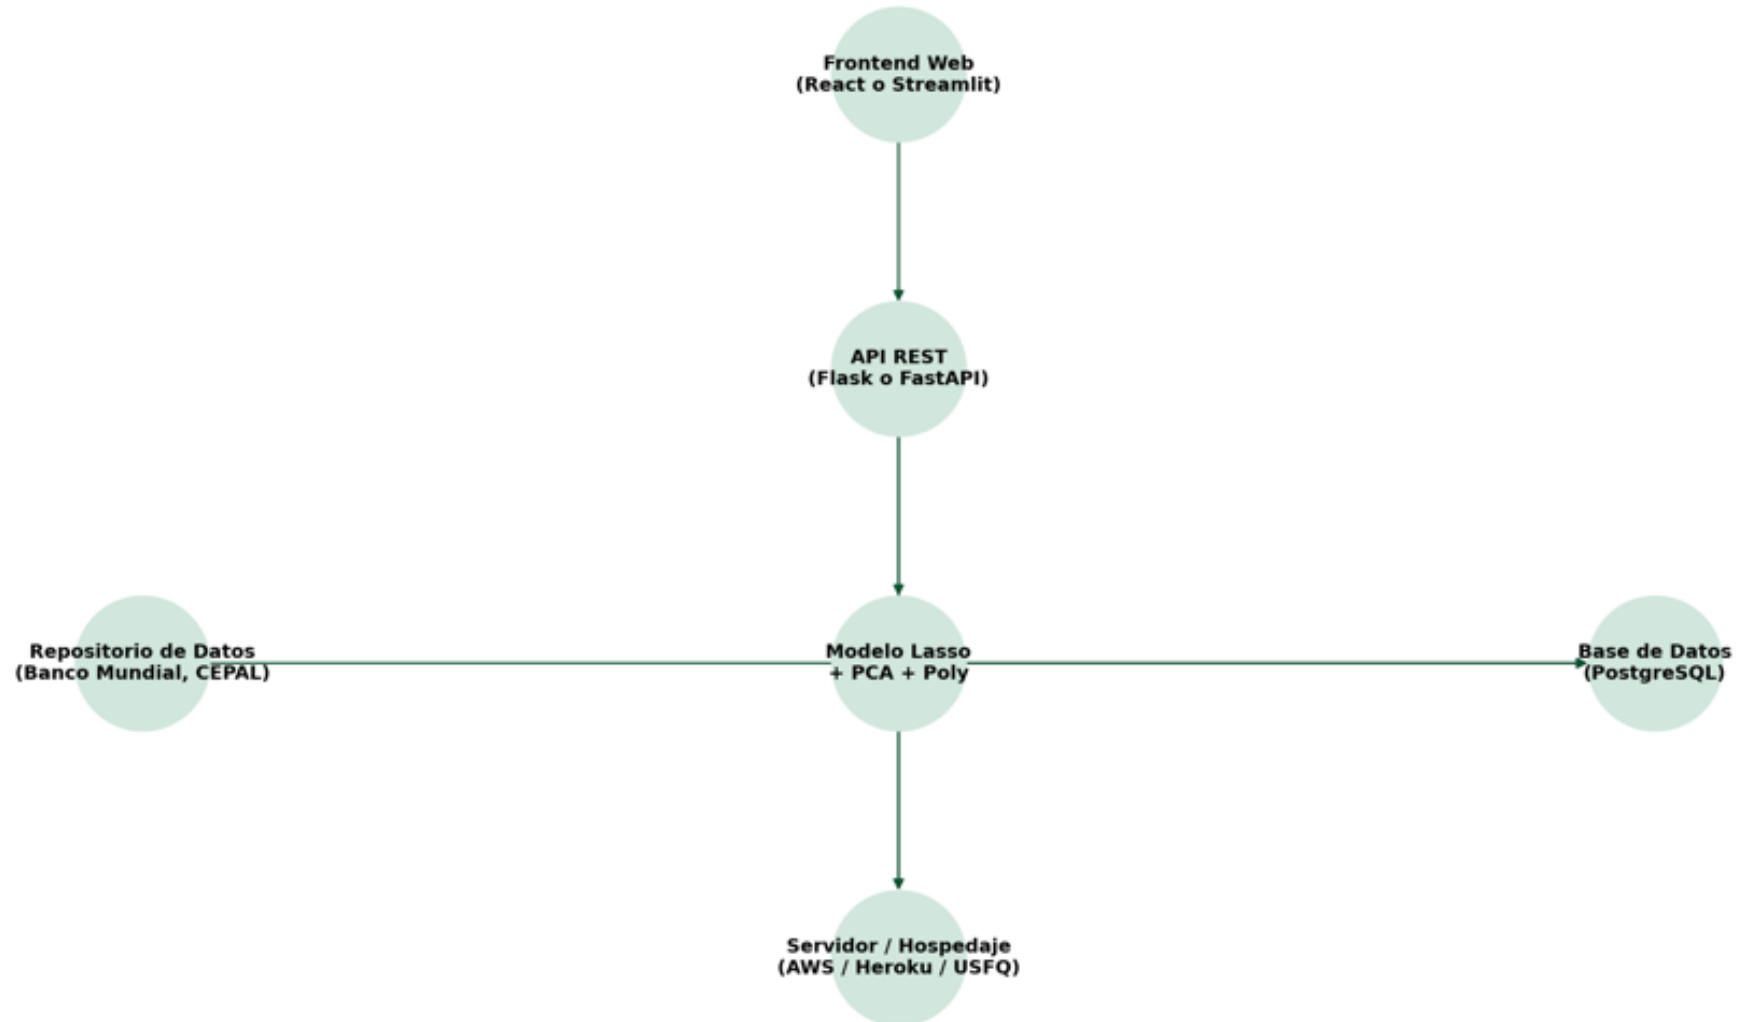 Frontend Web
(React o Streamlit)
API REST
(Flask o FastAPI)
Repositorio de Datos
(Banco Mundial, CEPAL)
Modelo Lasso
+ PCA + Poly
Base de Datos
(PostgreSQL)
Servidor / Hospedaje
(AWS / Heroku / USFQ)